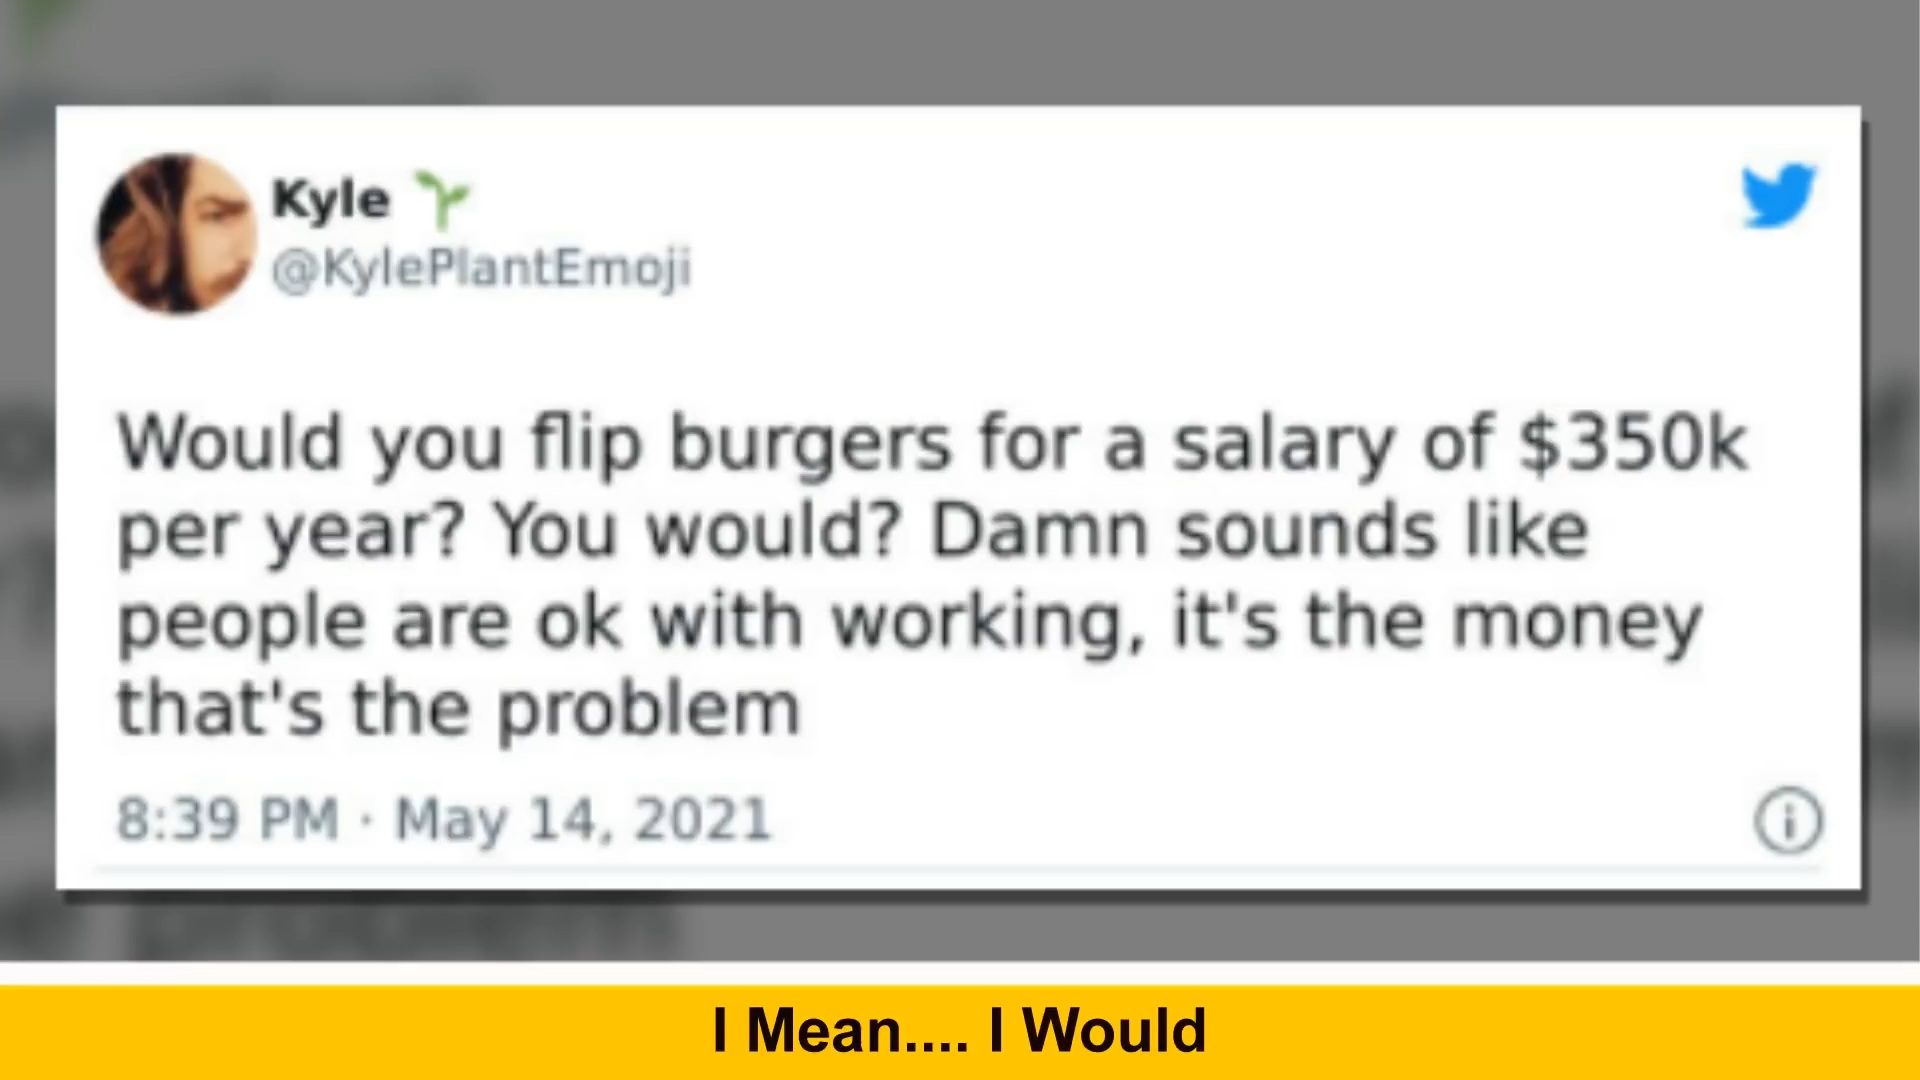 Kyle 🌱
@KylePlantEmoji
Would you flip burgers for a salary of $350k
per year? You would? Damn sounds like
people are ok with working, it's the money
that's the problem
8:39 PM · May 14, 2021
I Mean.... I Would